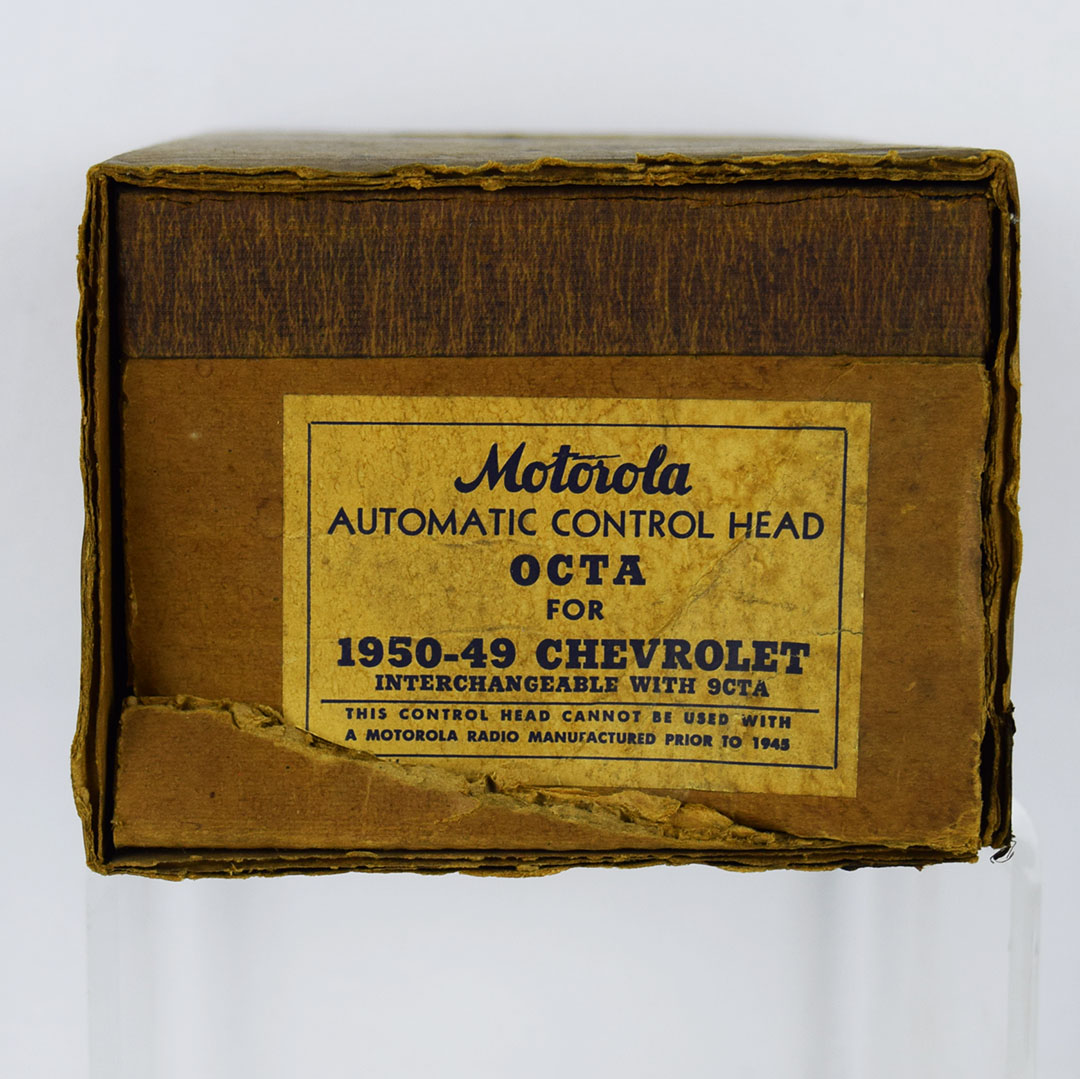 Motorola
AUTOMATIC CONTROL HEAD
OCTA
FOR
1950-49 CHEVROLET
INTERCHANGEABLE WITH 9CTA
THIS CONTROL HEAD CANNOT BE USED WITH
A MOTOROLA RADIO MANUFACTURED PRIOR TO 1945